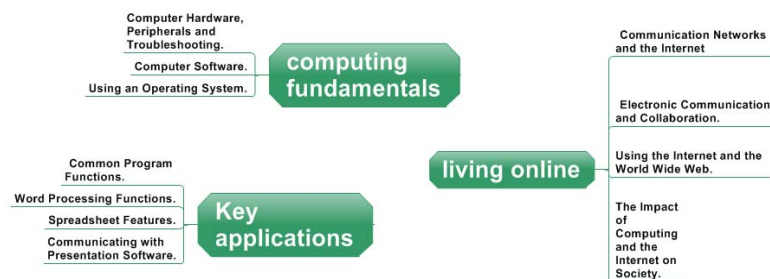 Computer Hardware,
Peripherals and
Troubleshooting.
Computer Software.
Using an Operating System.
computing
fundamentals
Common Program
Functions.
Word Processing Functions.
Spreadsheet Features.
Communicating with
Presentation Software.
Key
applications
living online
Communication Networks
and the Internet
Electronic Communication
and Collaboration.
Using the Internet and the
World Wide Web.
The Impact
of
Computing
and the
Internet on
Society.